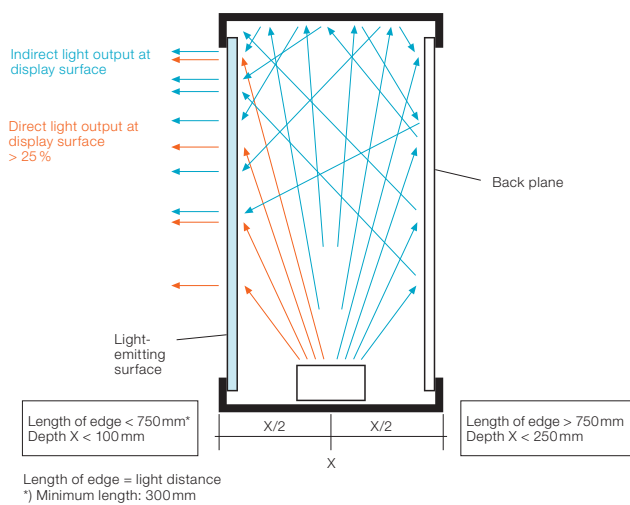 Indirect light output at
display surface
Direct light output at
display surface
> 25 %
Back plane
Light-
emitting
surface
Length of edge < 750 mm*
Depth X < 100 mm
X/2
X/2
Length of edge > 750 mm
Depth X < 250 mm
X
Length of edge = light distance
*) Minimum length: 300 mm